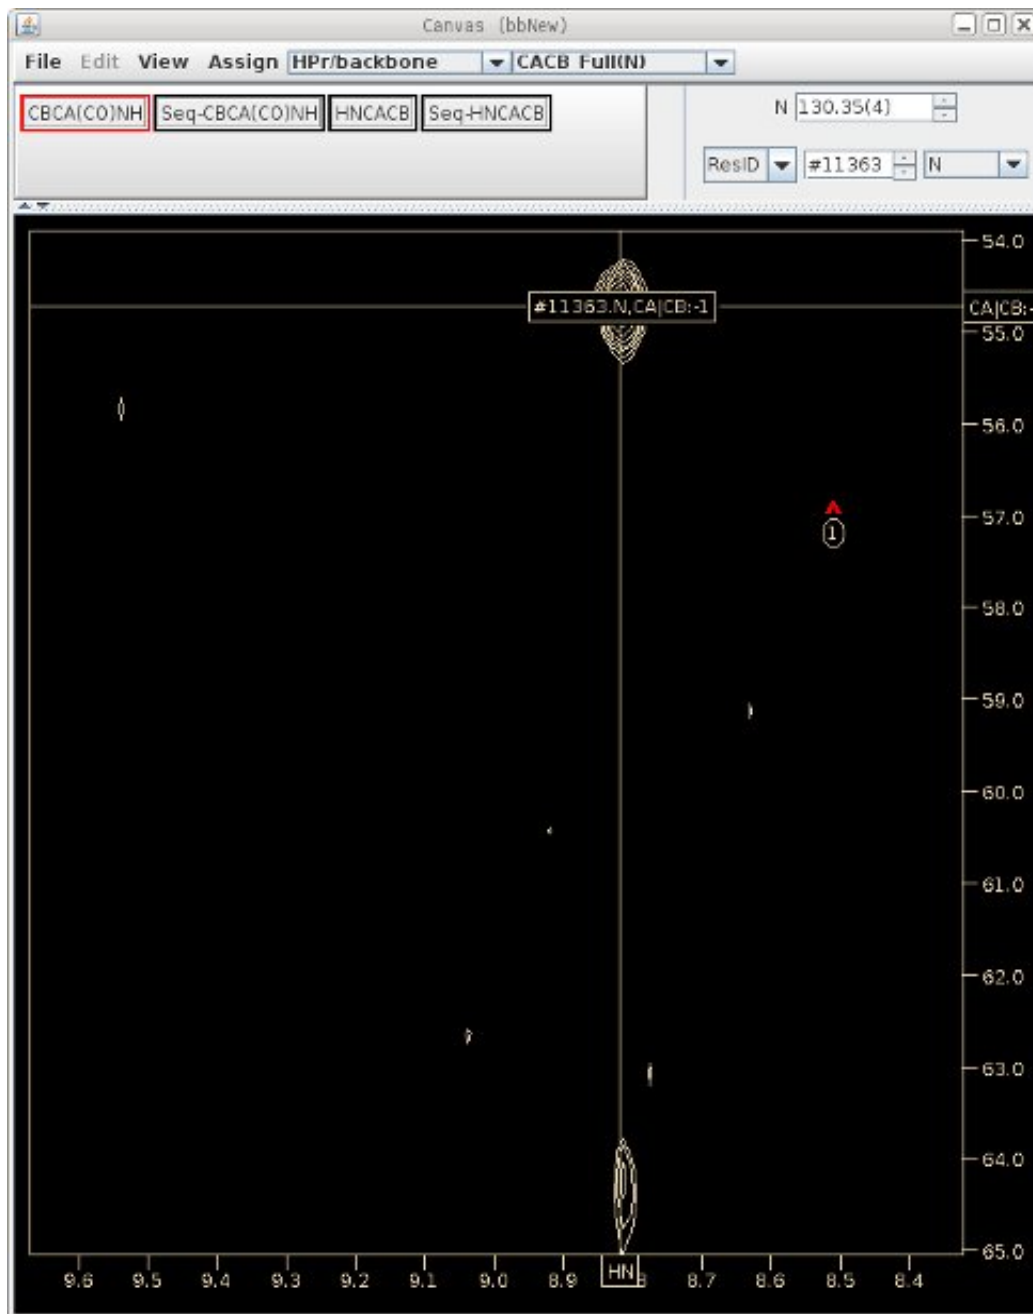 Canvas (bbNew)
File Edit View Assign HPr/backbone CACB Full(N)
CBCA(CO)NH Seq-CBCA(CO)NH HNCACB Seq-HNCACB
N 130.35(4)
ResID #11363 N
54.0
#11363.N,CA|CB:-1
CA|CB:-
55.0
56.0
57.0
1
58.0
59.0
60.0
61.0
62.0
63.0
64.0
65.0
9.6 9.5 9.4 9.3 9.2 9.1 9.0 8.9 HN 8 8.7 8.6 8.5 8.4